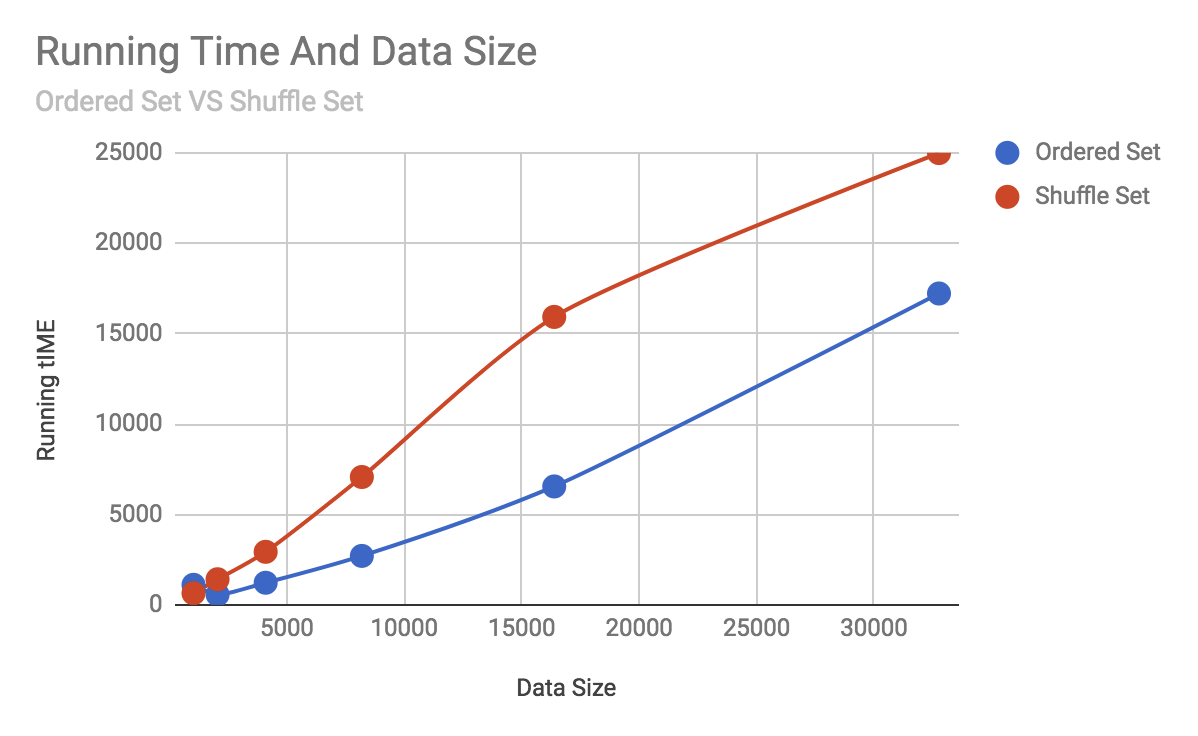 Running Time And Data Size
Ordered Set VS Shuffle Set
25000
20000
15000
10000
5000
0
Running tIME
5000
10000
15000
20000
25000
30000
Data Size
Ordered Set
Shuffle Set